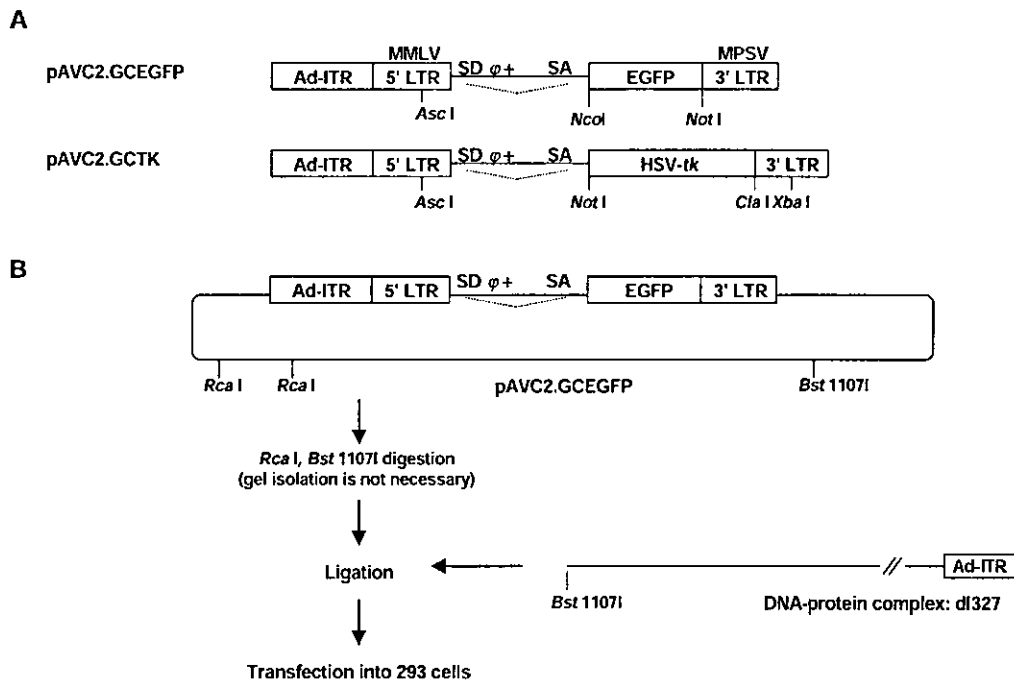 A
MMLV MPSV
pAVC2.GCEGFP Ad-ITR 5' LTR SD φ+ SA EGFP 3' LTR
Asc I NcoI Not I
pAVC2.GCTK Ad-ITR 5' LTR SD φ+ SA HSV-tk 3' LTR
Asc I Not I Cla I Xba I
B
Ad-ITR 5' LTR SD φ+ SA EGFP 3' LTR
Rca I Rca I pAVC2.GCEGFP Bst 1107I
Rca I, Bst 1107I digestion
(gel isolation is not necessary)
Ligation
Bst 1107I // Ad-ITR
DNA-protein complex: dl327
Transfection into 293 cells